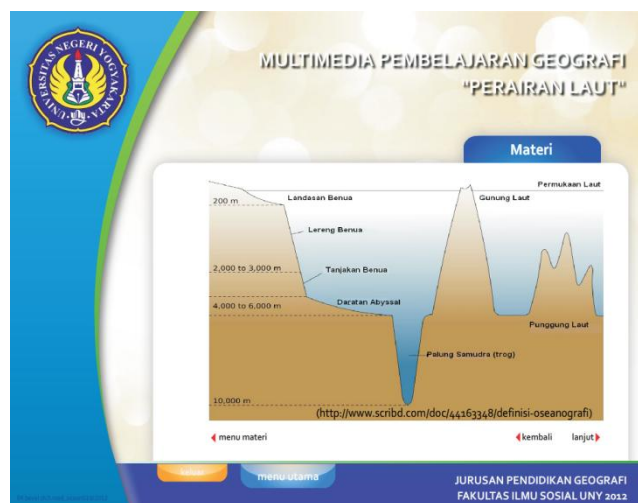 UNIVERSITAS NEGERI YOGYAKARTA
MULTIMEDIA PEMBELAJARAN GEOGRAFI
"PERAIRAN LAUT"
Materi
Permukaan Laut
Landasan Benua
Gunung Laut
200 m
Lereng Benua
2,000 to 3,000 m
Tanjakan Benua
Daratan Abyssal
4,000 to 6,000 m
Punggung Laut
Palung Samudra (trog)
10,000 m
(http://www.scribd.com/doc/44163348/definisi-oseanografi)
menu materi
kembali
lanjut
menu utama
JURUSAN PENDIDIKAN GEOGRAFI
FAKULTAS ILMU SOSIAL UNY 2012